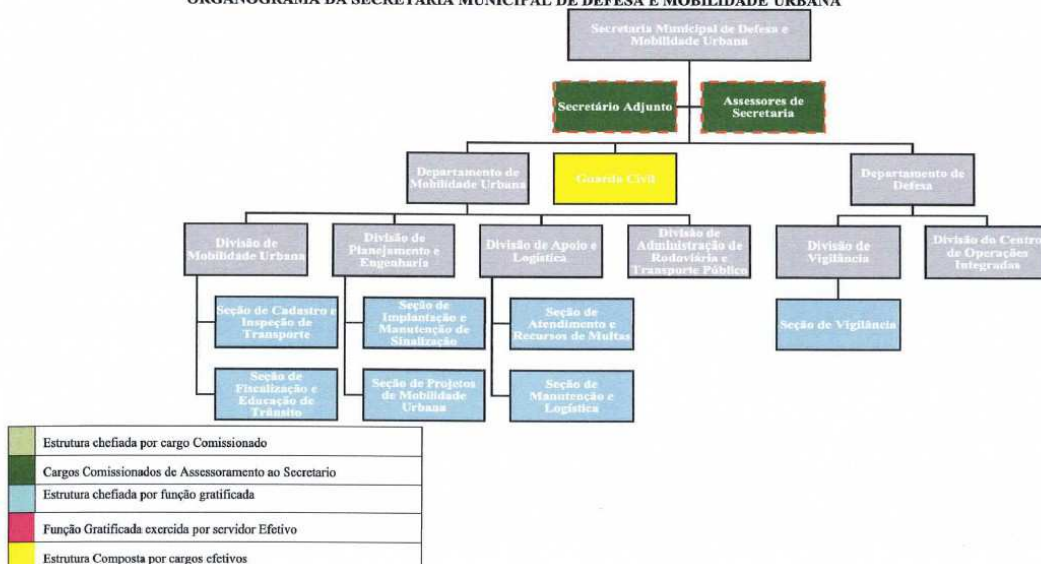 ORGANOGRAMA DA SECRETARIA MUNICIPAL DE DEFESA E MOBILIDADE URBANA
Secretaria Municipal de Defesa e
Mobilidade Urbana
Secretário Adjunto
Assessores de
Secretaria
Departamento de
Mobilidade Urbana
Guarda Civil
Departamento de
Defesa
Divisão de
Mobilidade Urbana
Divisão de
Planejamento e
Engenharia
Divisão de Apoio e
Logística
Divisão de
Administração de
Rodoviária e
Transporte Público
Divisão de
Vigilância
Divisão do Centro
de Operações
Integradas
Seção de Cadastro e
Inspeção de
Transporte
Seção de
Implantação e
Manutenção de
Sinalização
Seção de
Atendimento e
Recursos de Multas
Seção de Vigilância
Seção de
Fiscalização e
Educação de
Trânsito
Seção de Projetos
de Mobilidade
Urbana
Seção de
Manutenção e
Logística
Estrutura chefiada por cargo Comissionado
Cargos Comissionados de Assessoramento ao Secretario
Estrutura chefiada por função gratificada
Função Gratificada exercida por servidor Efetivo
Estrutura Composta por cargos efetivos